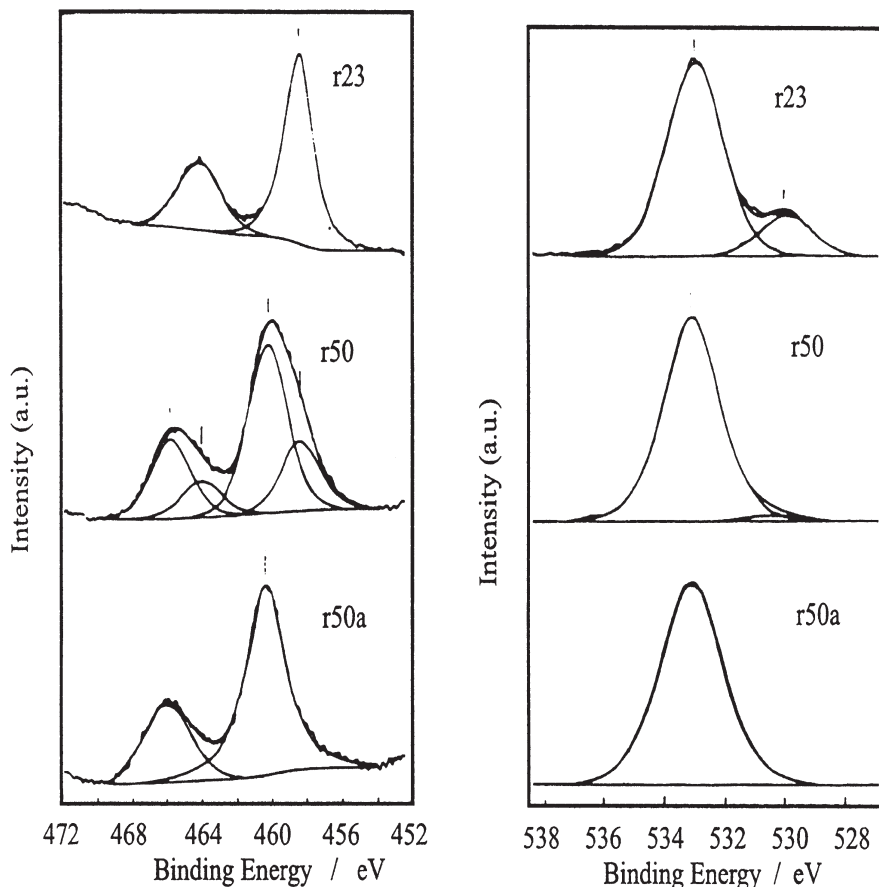 r23
r50
r50a
Intensity (a.u.)
472 468 464 460 456 452
Binding Energy / eV
r23
r50
r50a
Intensity (a.u.)
538 536 534 532 530 528
Binding Energy / eV